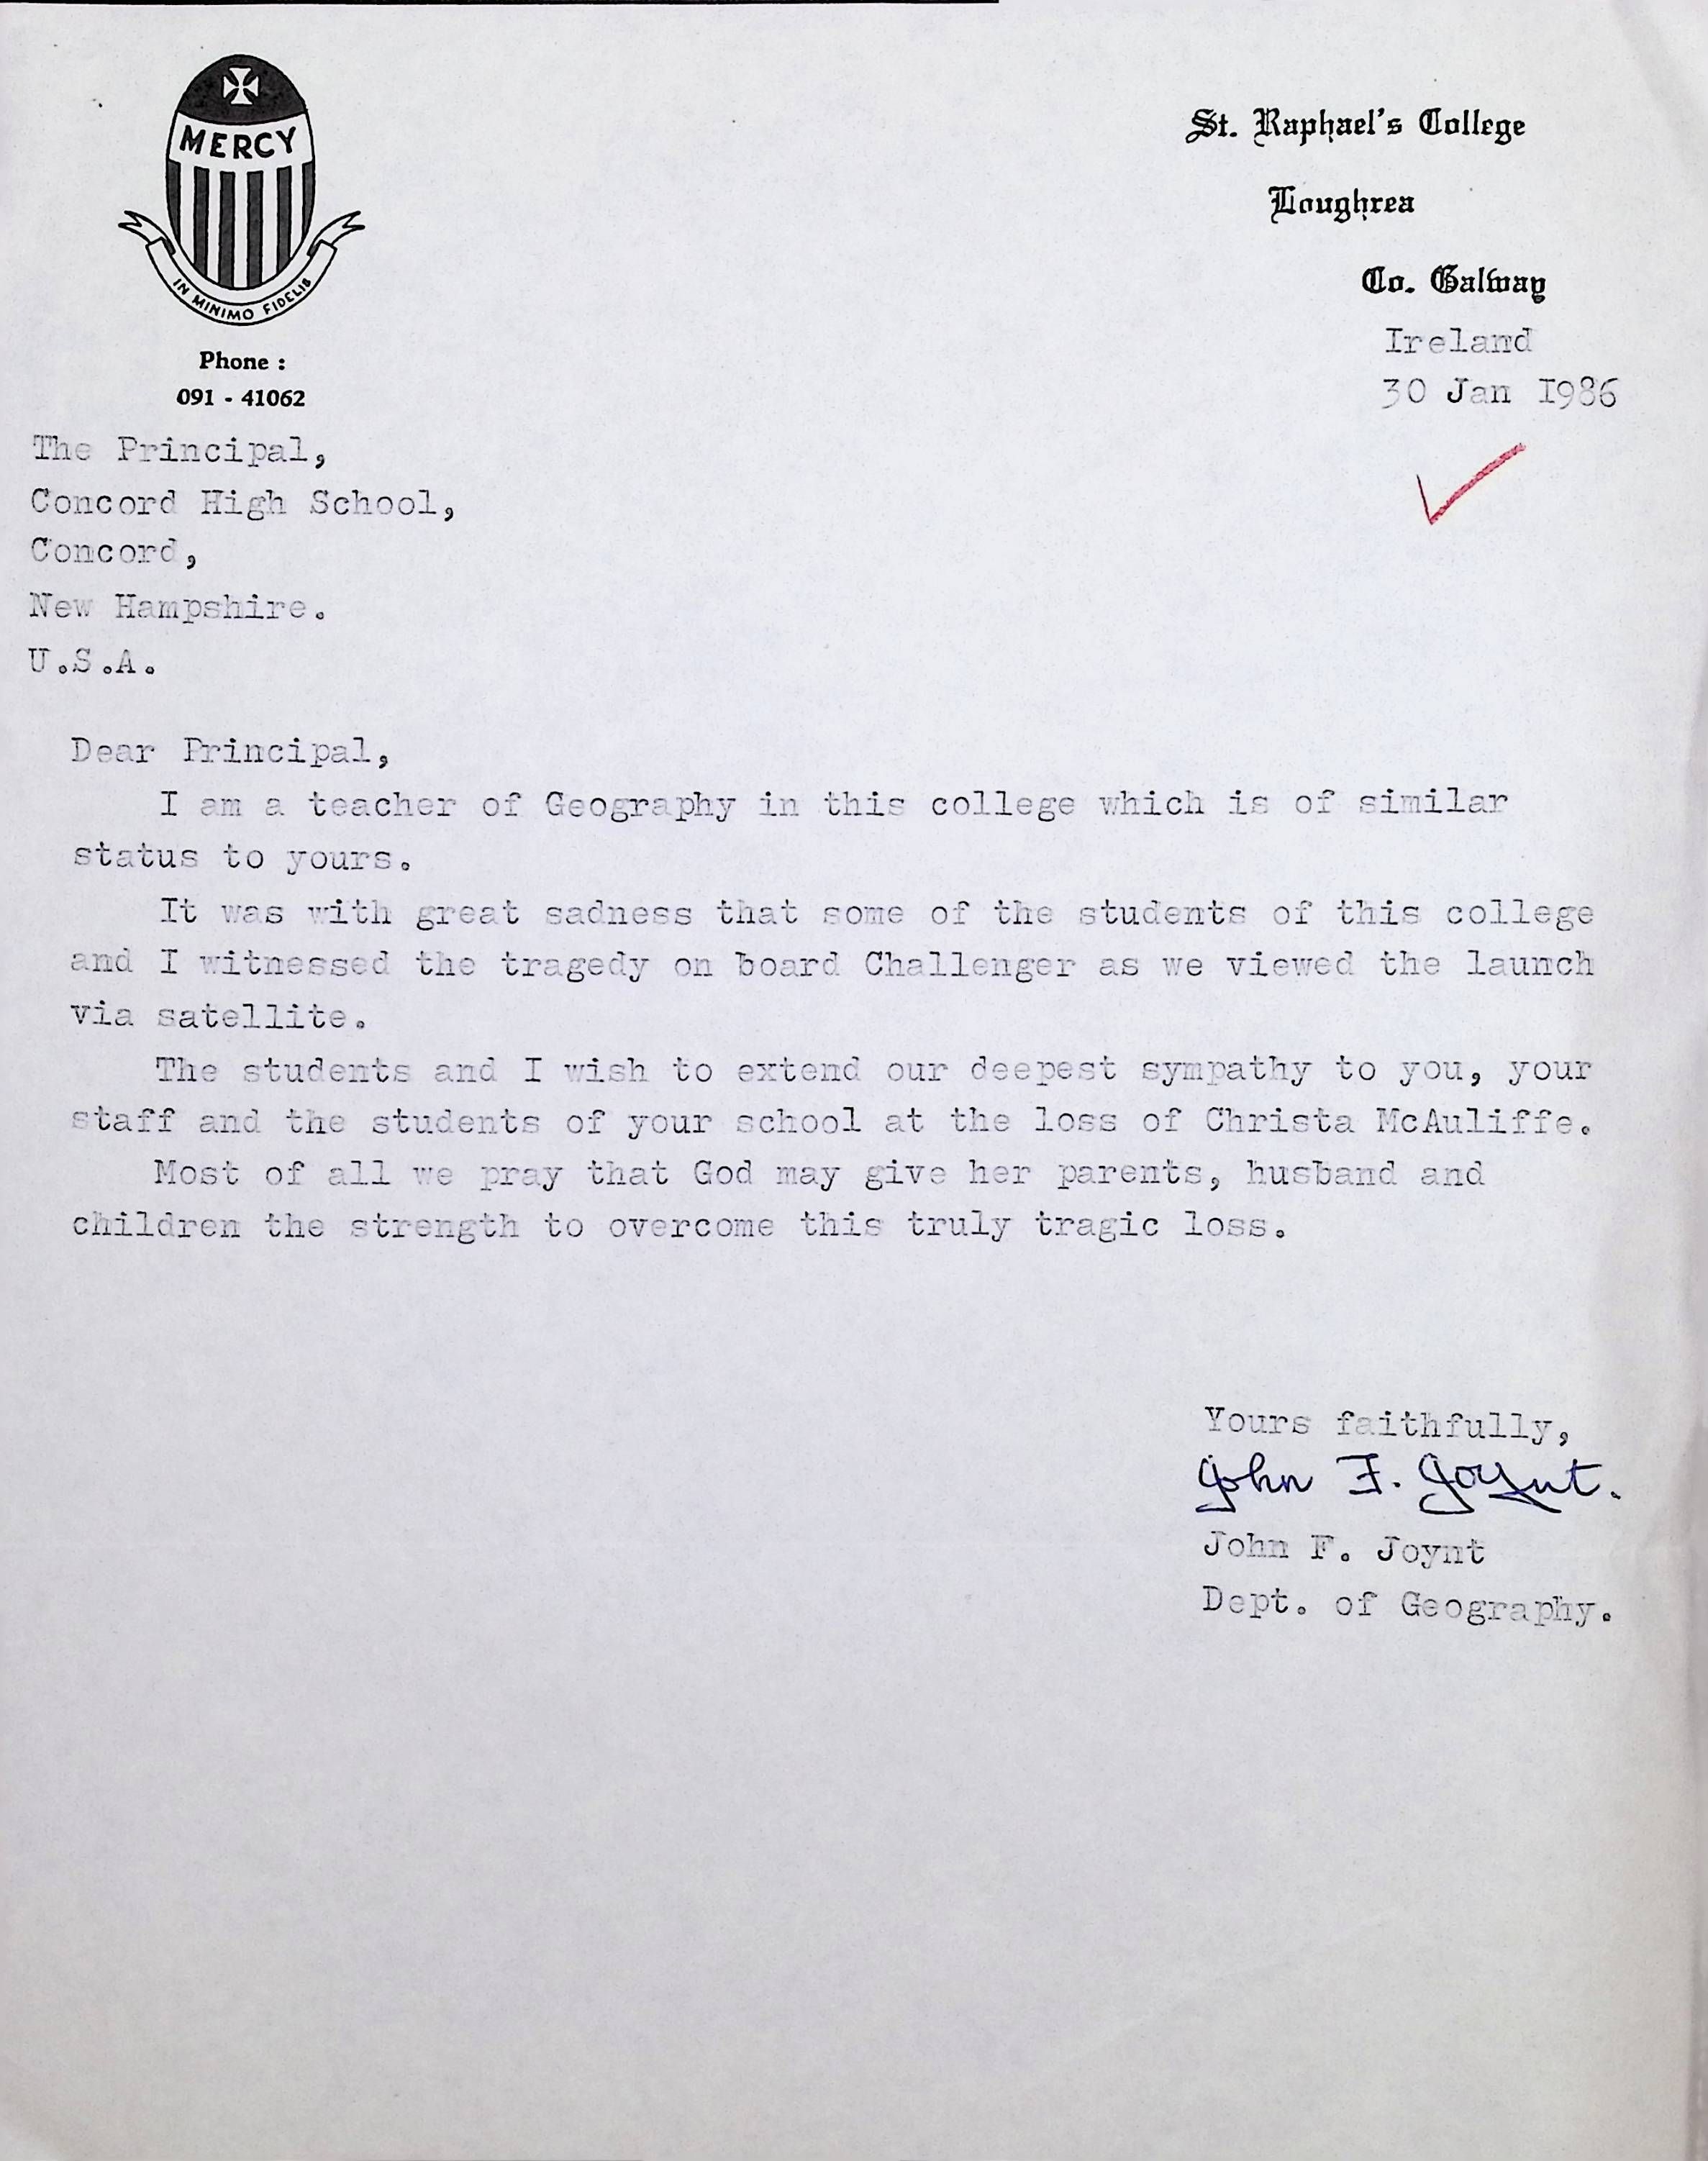 MERCY
IN MINIMO FIDELIS
Phone :
091 - 41062
St. Raphael's College
Loughrea
Co. Galway
Ireland
30 Jan I986
The Principal,
Concord High School,
Concord,
New Hampshire.
U.S.A.
Dear Principal,
I am a teacher of Geography in this college which is of similar
status to yours.
It was with great sadness that some of the students of this college
and I witnessed the tragedy on board Challenger as we viewed the launch
via satellite.
The students and I wish to extend our deepest sympathy to you, your
staff and the students of your school at the loss of Christa McAuliffe.
Most of all we pray that God may give her parents, husband and
children the strength to overcome this truly tragic loss.
Yours faithfully,
John F. Joynt.
John F. Joynt
Dept. of Geography.